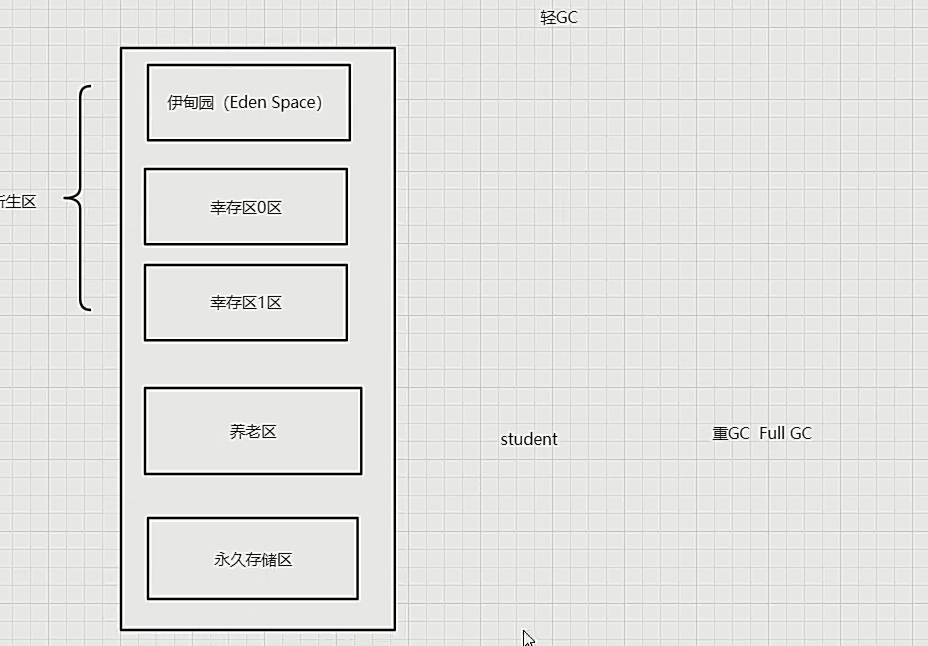 轻GC
伊甸园（Eden Space）
生区
幸存区0区
幸存区1区
养老区
student
重GC Full GC
永久存储区